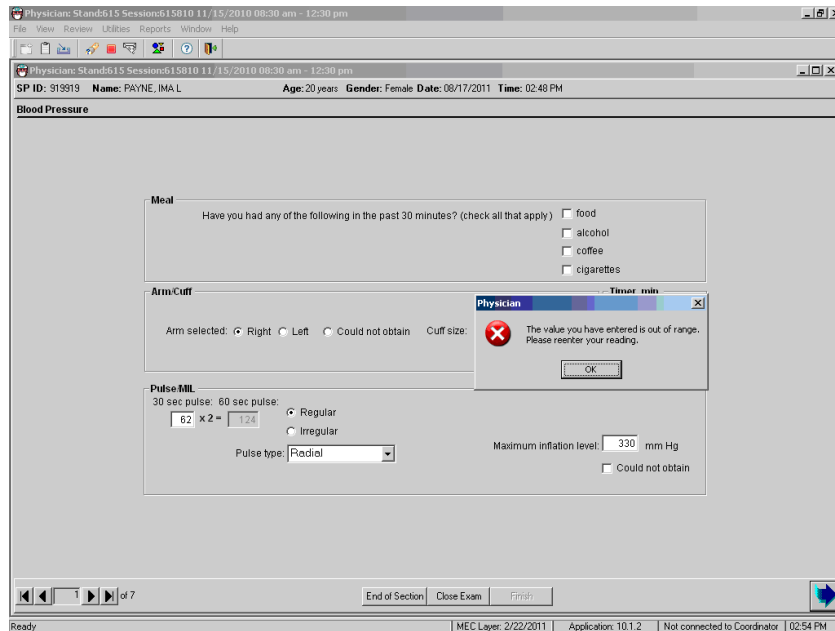 Physician: Stand:615 Session:615810 11/15/2010 08:30 am - 12:30 pm
File View Review Utilities Reports Window Help
Physician: Stand:615 Session:615810 11/15/2010 08:30 am - 12:30 pm
SP ID: 919919 Name: PAYNE, IMA L Age: 20 years Gender: Female Date: 08/17/2011 Time: 02:48 PM
Blood Pressure
Meal
Have you had any of the following in the past 30 minutes? (check all that apply) food
alcohol
coffee
cigarettes
Arm/Cuff
Timer, min
Arm selected: Right Left Could not obtain Cuff size:
Physician
The value you have entered is out of range.
Please reenter your reading.
OK
Pulse/MIL
30 sec pulse: 60 sec pulse:
62 x 2 = 124
Regular
Irregular
Pulse type: Radial
Maximum inflation level: 330 mm Hg
Could not obtain
1 of 7
End of Section Close Exam Finish
Ready MEC Layer: 2/22/2011 Application: 10.1.2 Not connected to Coordinator 02:54 PM